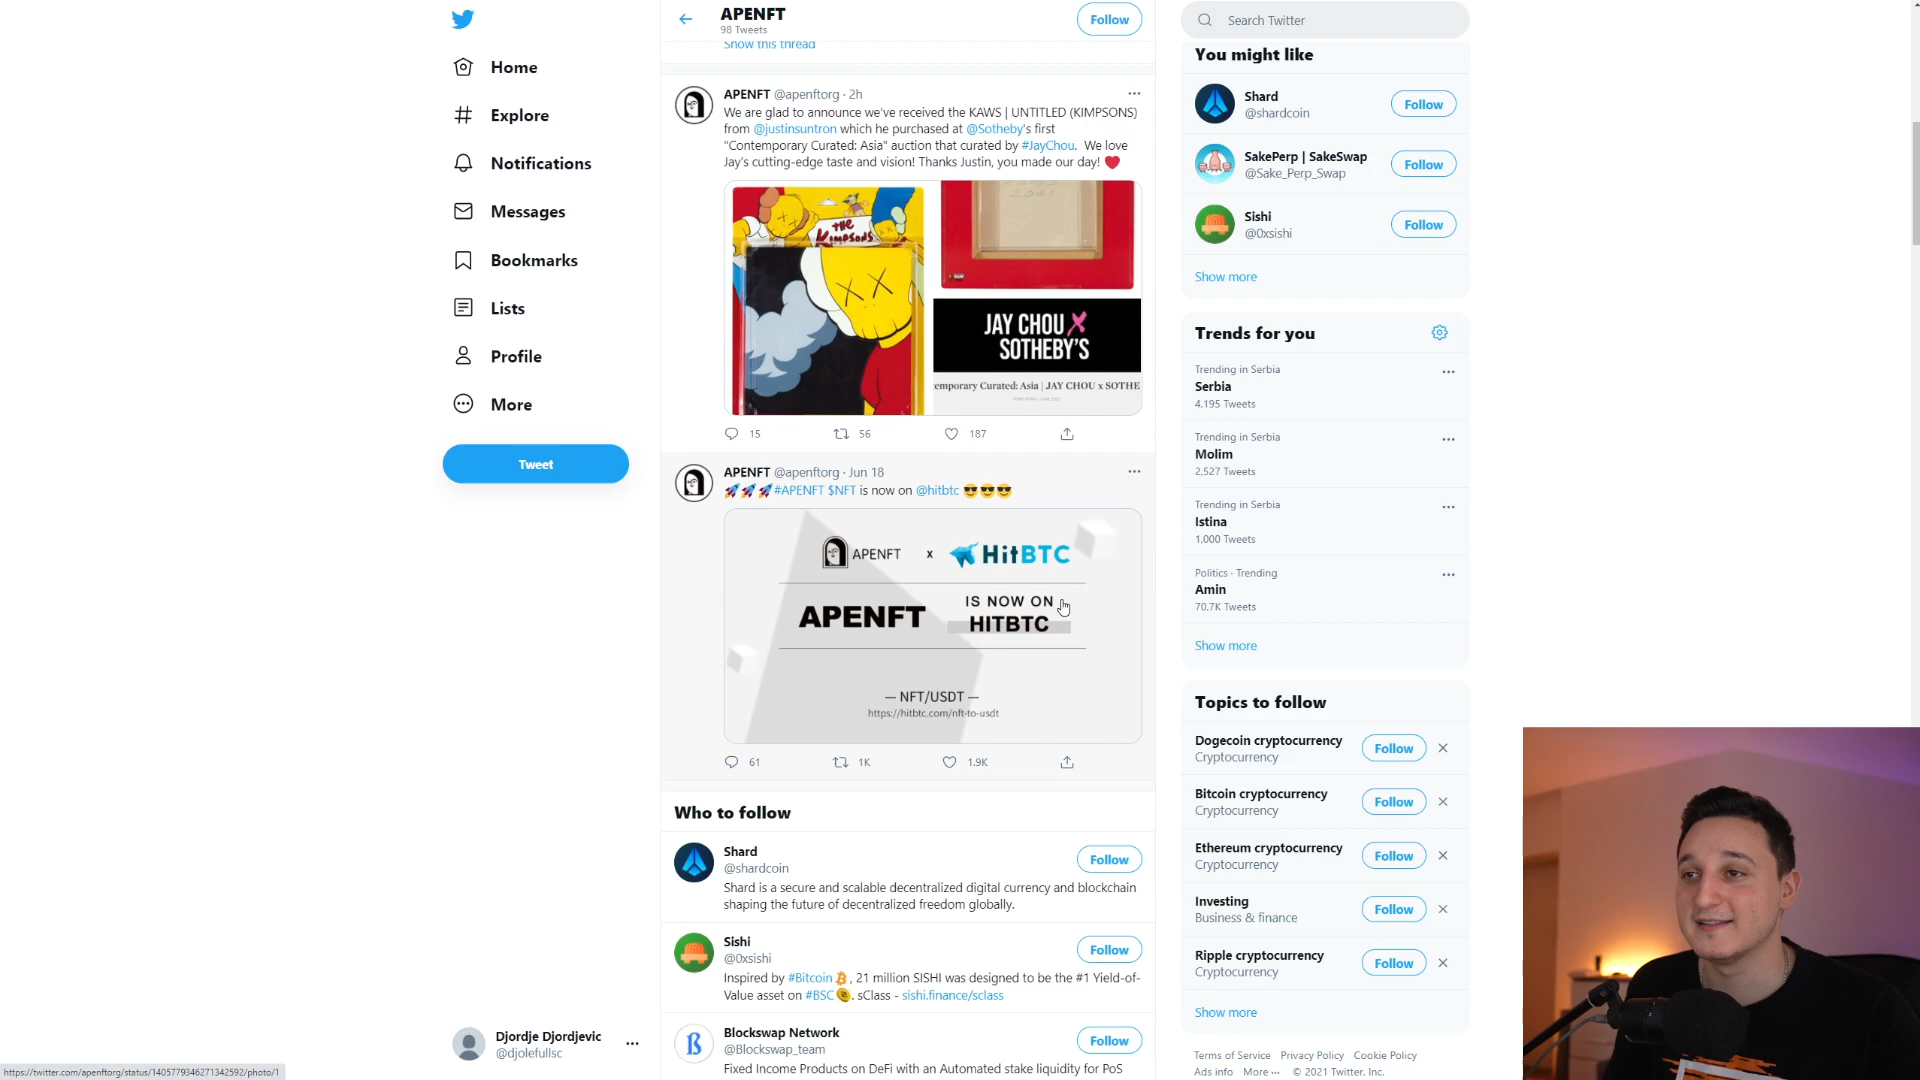 APENFT
98 Tweets
Follow
Search Twitter
Show this thread
Home
Explore
Notifications
Messages
Bookmarks
Lists
Profile
More
Tweet
APENFT @apenftorg · 2h
We are glad to announce we've received the KAWS | UNTITLED (KIMPSONS)
from @justinsuntron which he purchased at @Sotheby's first
"Contemporary Curated: Asia" auction that curated by #JayChou. We love
Jay's cutting-edge taste and vision! Thanks Justin, you made our day! ❤️
the
Kimpsons
2001
JAY CHOU X
SOTHEBY'S
emporary Curated: Asia | JAY CHOU x SOTHE
15
56
187
APENFT @apenftorg · Jun 18
🚀🚀🚀#APENFT $NFT is now on @hitbtc 😎😎😎
APENFT x HitBTC
APENFT
IS NOW ON
HITBTC
— NFT/USDT —
https://hitbtc.com/nft-to-usdt
61
1K
1.9K
Who to follow
Shard
@shardcoin
Follow
Shard is a secure and scalable decentralized digital currency and blockchain
shaping the future of decentralized freedom globally.
Sishi
@0xsishi
Follow
Inspired by #Bitcoin, 21 million SISHI was designed to be the #1 Yield-of-
Value asset on #BSC. sClass - sishi.finance/sclass
Blockswap Network
@Blockswap_team
Follow
Fixed Income Products on DeFi with an Automated stake liquidity for PoS
You might like
Shard
@shardcoin
Follow
SakePerp | SakeSwap
@Sake_Perp_Swap
Follow
Sishi
@0xsishi
Follow
Show more
Trends for you
Trending in Serbia
Serbia
4,195 Tweets
Trending in Serbia
Molim
2,527 Tweets
Trending in Serbia
Istina
1,000 Tweets
Politics · Trending
Amin
70.7K Tweets
Show more
Topics to follow
Dogecoin cryptocurrency
Cryptocurrency
Follow
Bitcoin cryptocurrency
Cryptocurrency
Follow
Ethereum cryptocurrency
Cryptocurrency
Follow
Investing
Business & finance
Follow
Ripple cryptocurrency
Cryptocurrency
Follow
Show more
Terms of Service Privacy Policy Cookie Policy
Ads info More ··· © 2021 Twitter, Inc.
Djordje Djordjevic
@djolefullsc
https://twitter.com/apenftorg/status/1405779346271342592/photo/1